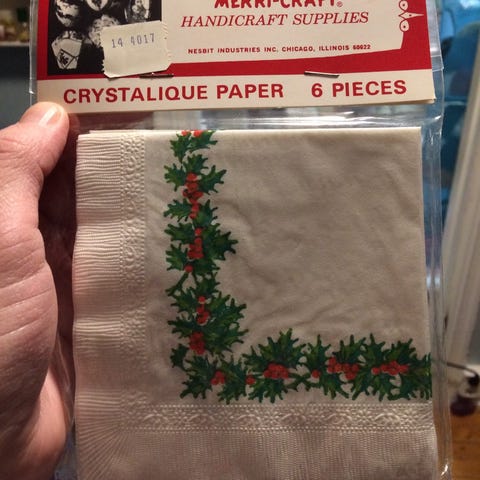 MERRI-CRAFT®
HANDICRAFT SUPPLIES
14 4017
NESBIT INDUSTRIES INC. CHICAGO, ILLINOIS 60622
CRYSTALIQUE PAPER 6 PIECES